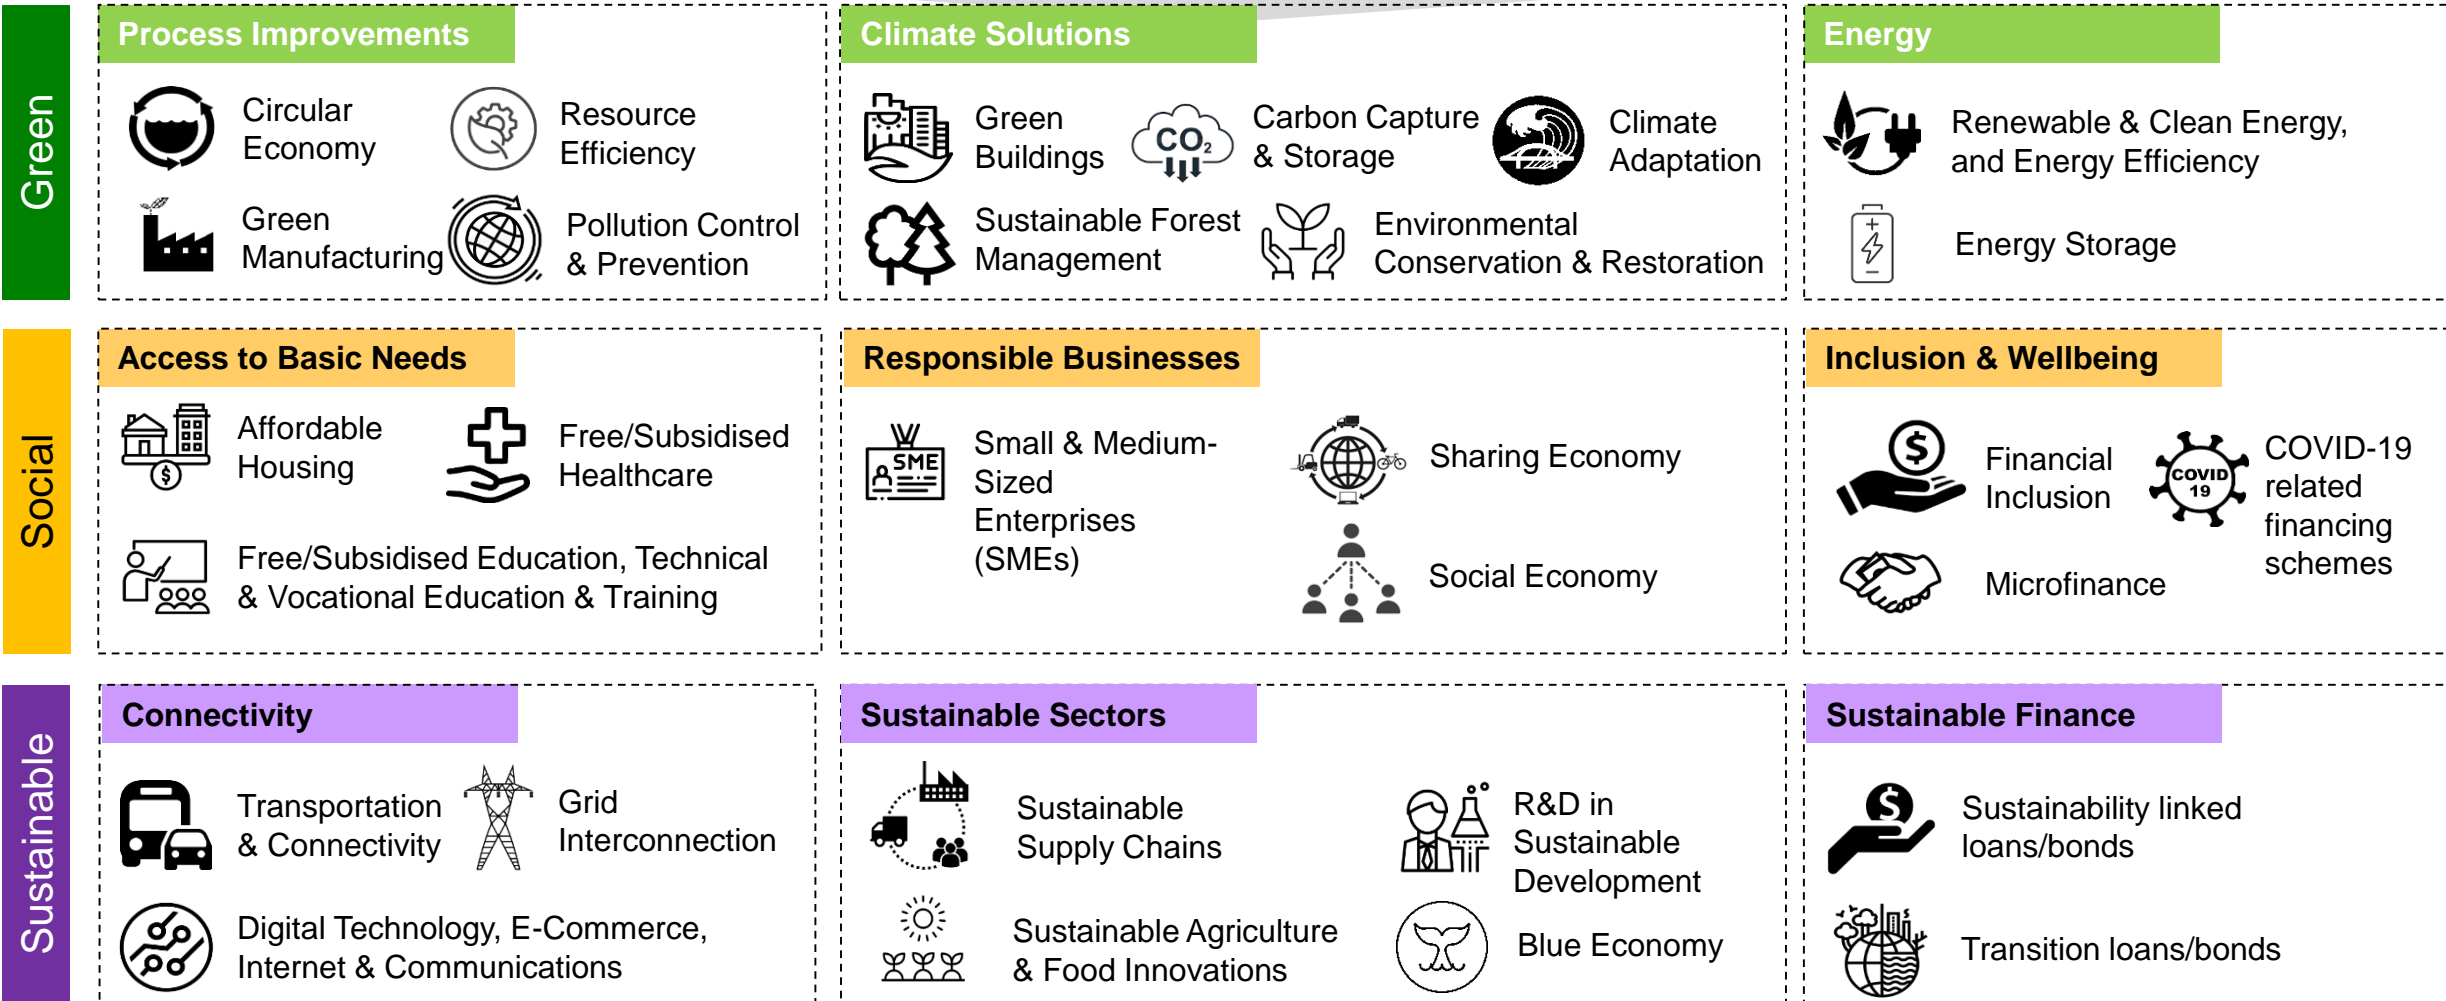 Green
Process Improvements
Circular
Economy
Resource
Efficiency
Green
Manufacturing
Pollution Control
& Prevention
Climate Solutions
Green
Buildings
CO₂
Carbon Capture
& Storage
Climate
Adaptation
Sustainable Forest
Management
Environmental
Conservation & Restoration
Energy
Renewable & Clean Energy,
and Energy Efficiency
Energy Storage
Social
Access to Basic Needs
Affordable
Housing
$
Free/Subsidised
Healthcare
Free/Subsidised Education, Technical
& Vocational Education & Training
Responsible Businesses
SME
Small & Medium-
Sized
Enterprises
(SMEs)
Sharing Economy
Social Economy
Inclusion & Wellbeing
$
Financial
Inclusion
COVID
19
COVID-19
related
financing
schemes
Microfinance
Sustainable
Connectivity
Transportation
& Connectivity
Grid
Interconnection
Digital Technology, E-Commerce,
Internet & Communications
Sustainable Sectors
Sustainable
Supply Chains
R&D in
Sustainable
Development
Sustainable Agriculture
& Food Innovations
Blue Economy
Sustainable Finance
$
Sustainability linked
loans/bonds
Transition loans/bonds